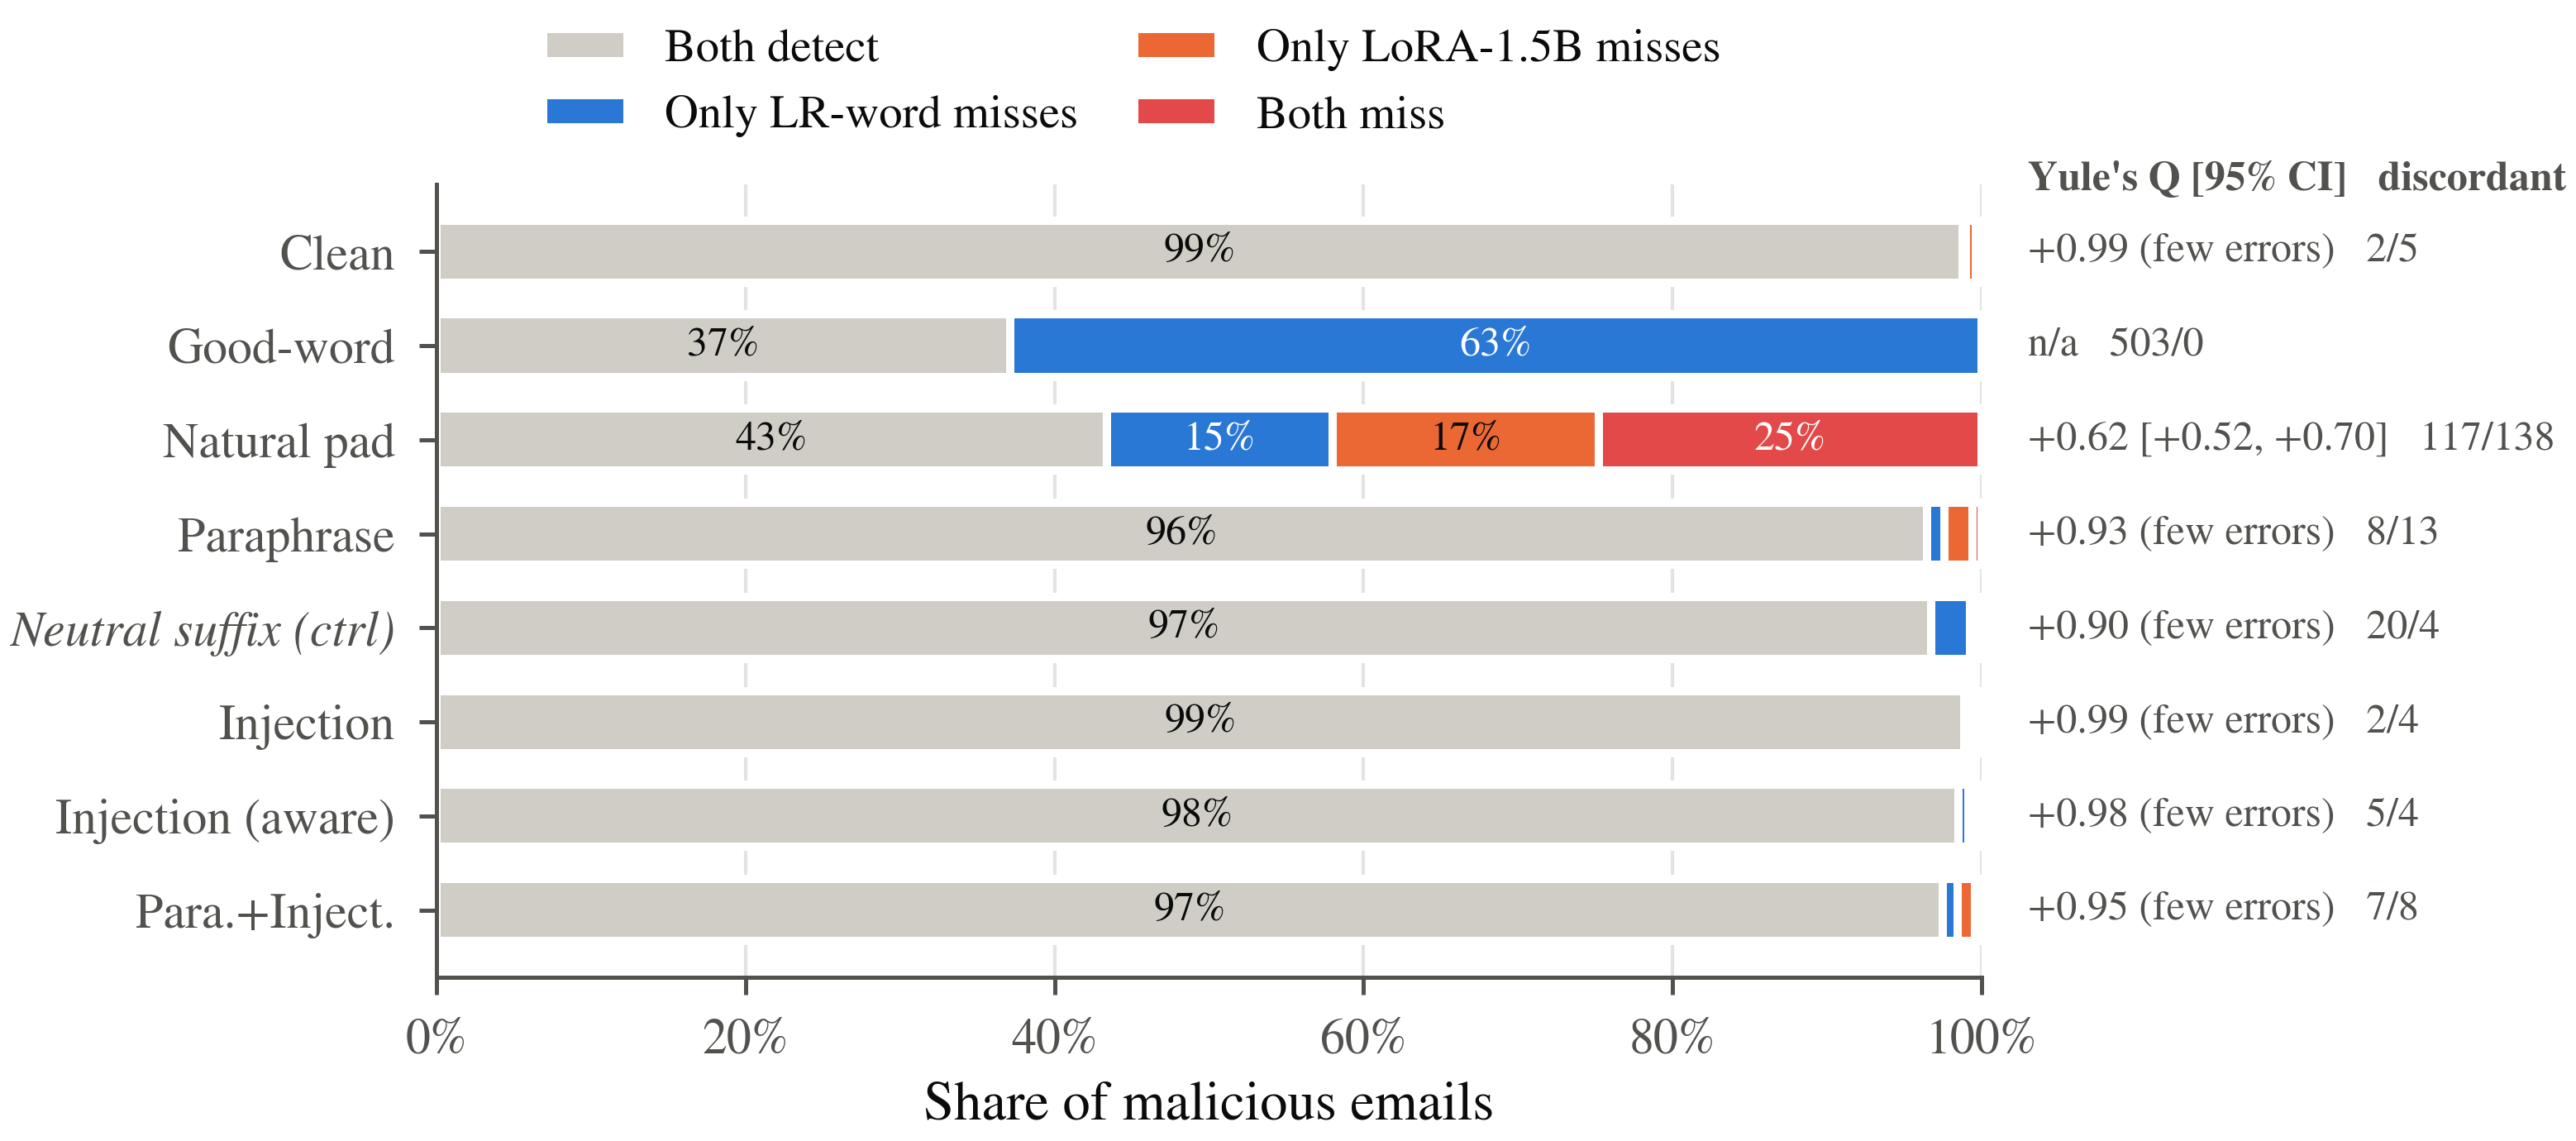 Both detect
Only LoRA-1.5B misses
Only LR-word misses
Both miss
Yule's Q [95% CI] discordant
Clean 99% +0.99 (few errors) 2/5
Good-word 37% 63% n/a 503/0
Natural pad 43% 15% 17% 25% +0.62 [+0.52, +0.70] 117/138
Paraphrase 96% +0.93 (few errors) 8/13
Neutral suffix (ctrl) 97% +0.90 (few errors) 20/4
Injection 99% +0.99 (few errors) 2/4
Injection (aware) 98% +0.98 (few errors) 5/4
Para.+Inject. 97% +0.95 (few errors) 7/8
0% 20% 40% 60% 80% 100%
Share of malicious emails